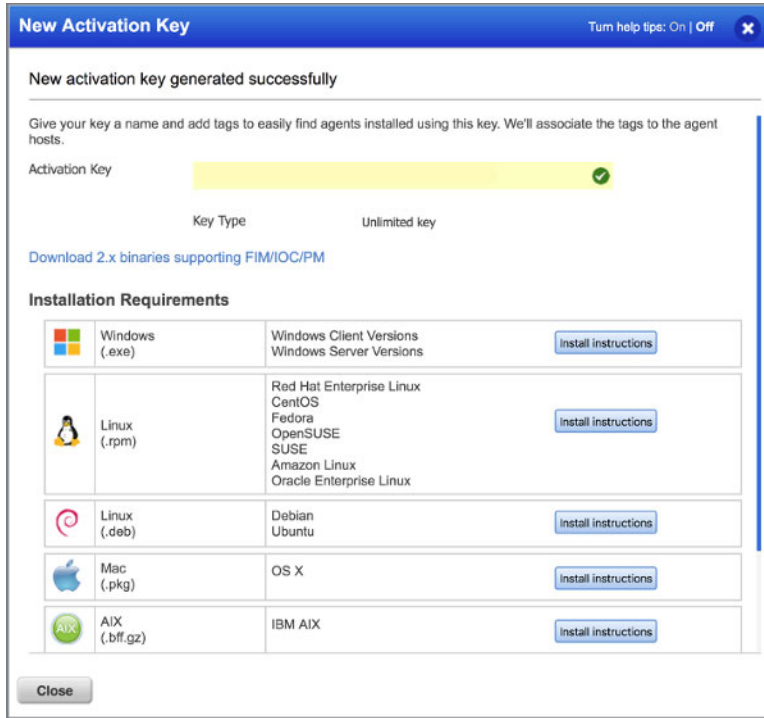 New Activation Key
Turn help tips: On | Off
New activation key generated successfully
Give your key a name and add tags to easily find agents installed using this key. We'll associate the tags to the agent
hosts.
Activation Key
Key Type Unlimited key
Download 2.x binaries supporting FIM/IOC/PM
Installation Requirements
Windows
(.exe)
Windows Client Versions
Windows Server Versions
Install instructions
Linux
(.rpm)
Red Hat Enterprise Linux
CentOS
Fedora
OpenSUSE
SUSE
Amazon Linux
Oracle Enterprise Linux
Install instructions
Linux
(.deb)
Debian
Ubuntu
Install instructions
Mac
(.pkg)
OS X
Install instructions
AIX
AIX
(.bff.gz)
IBM AIX
Install instructions
Close